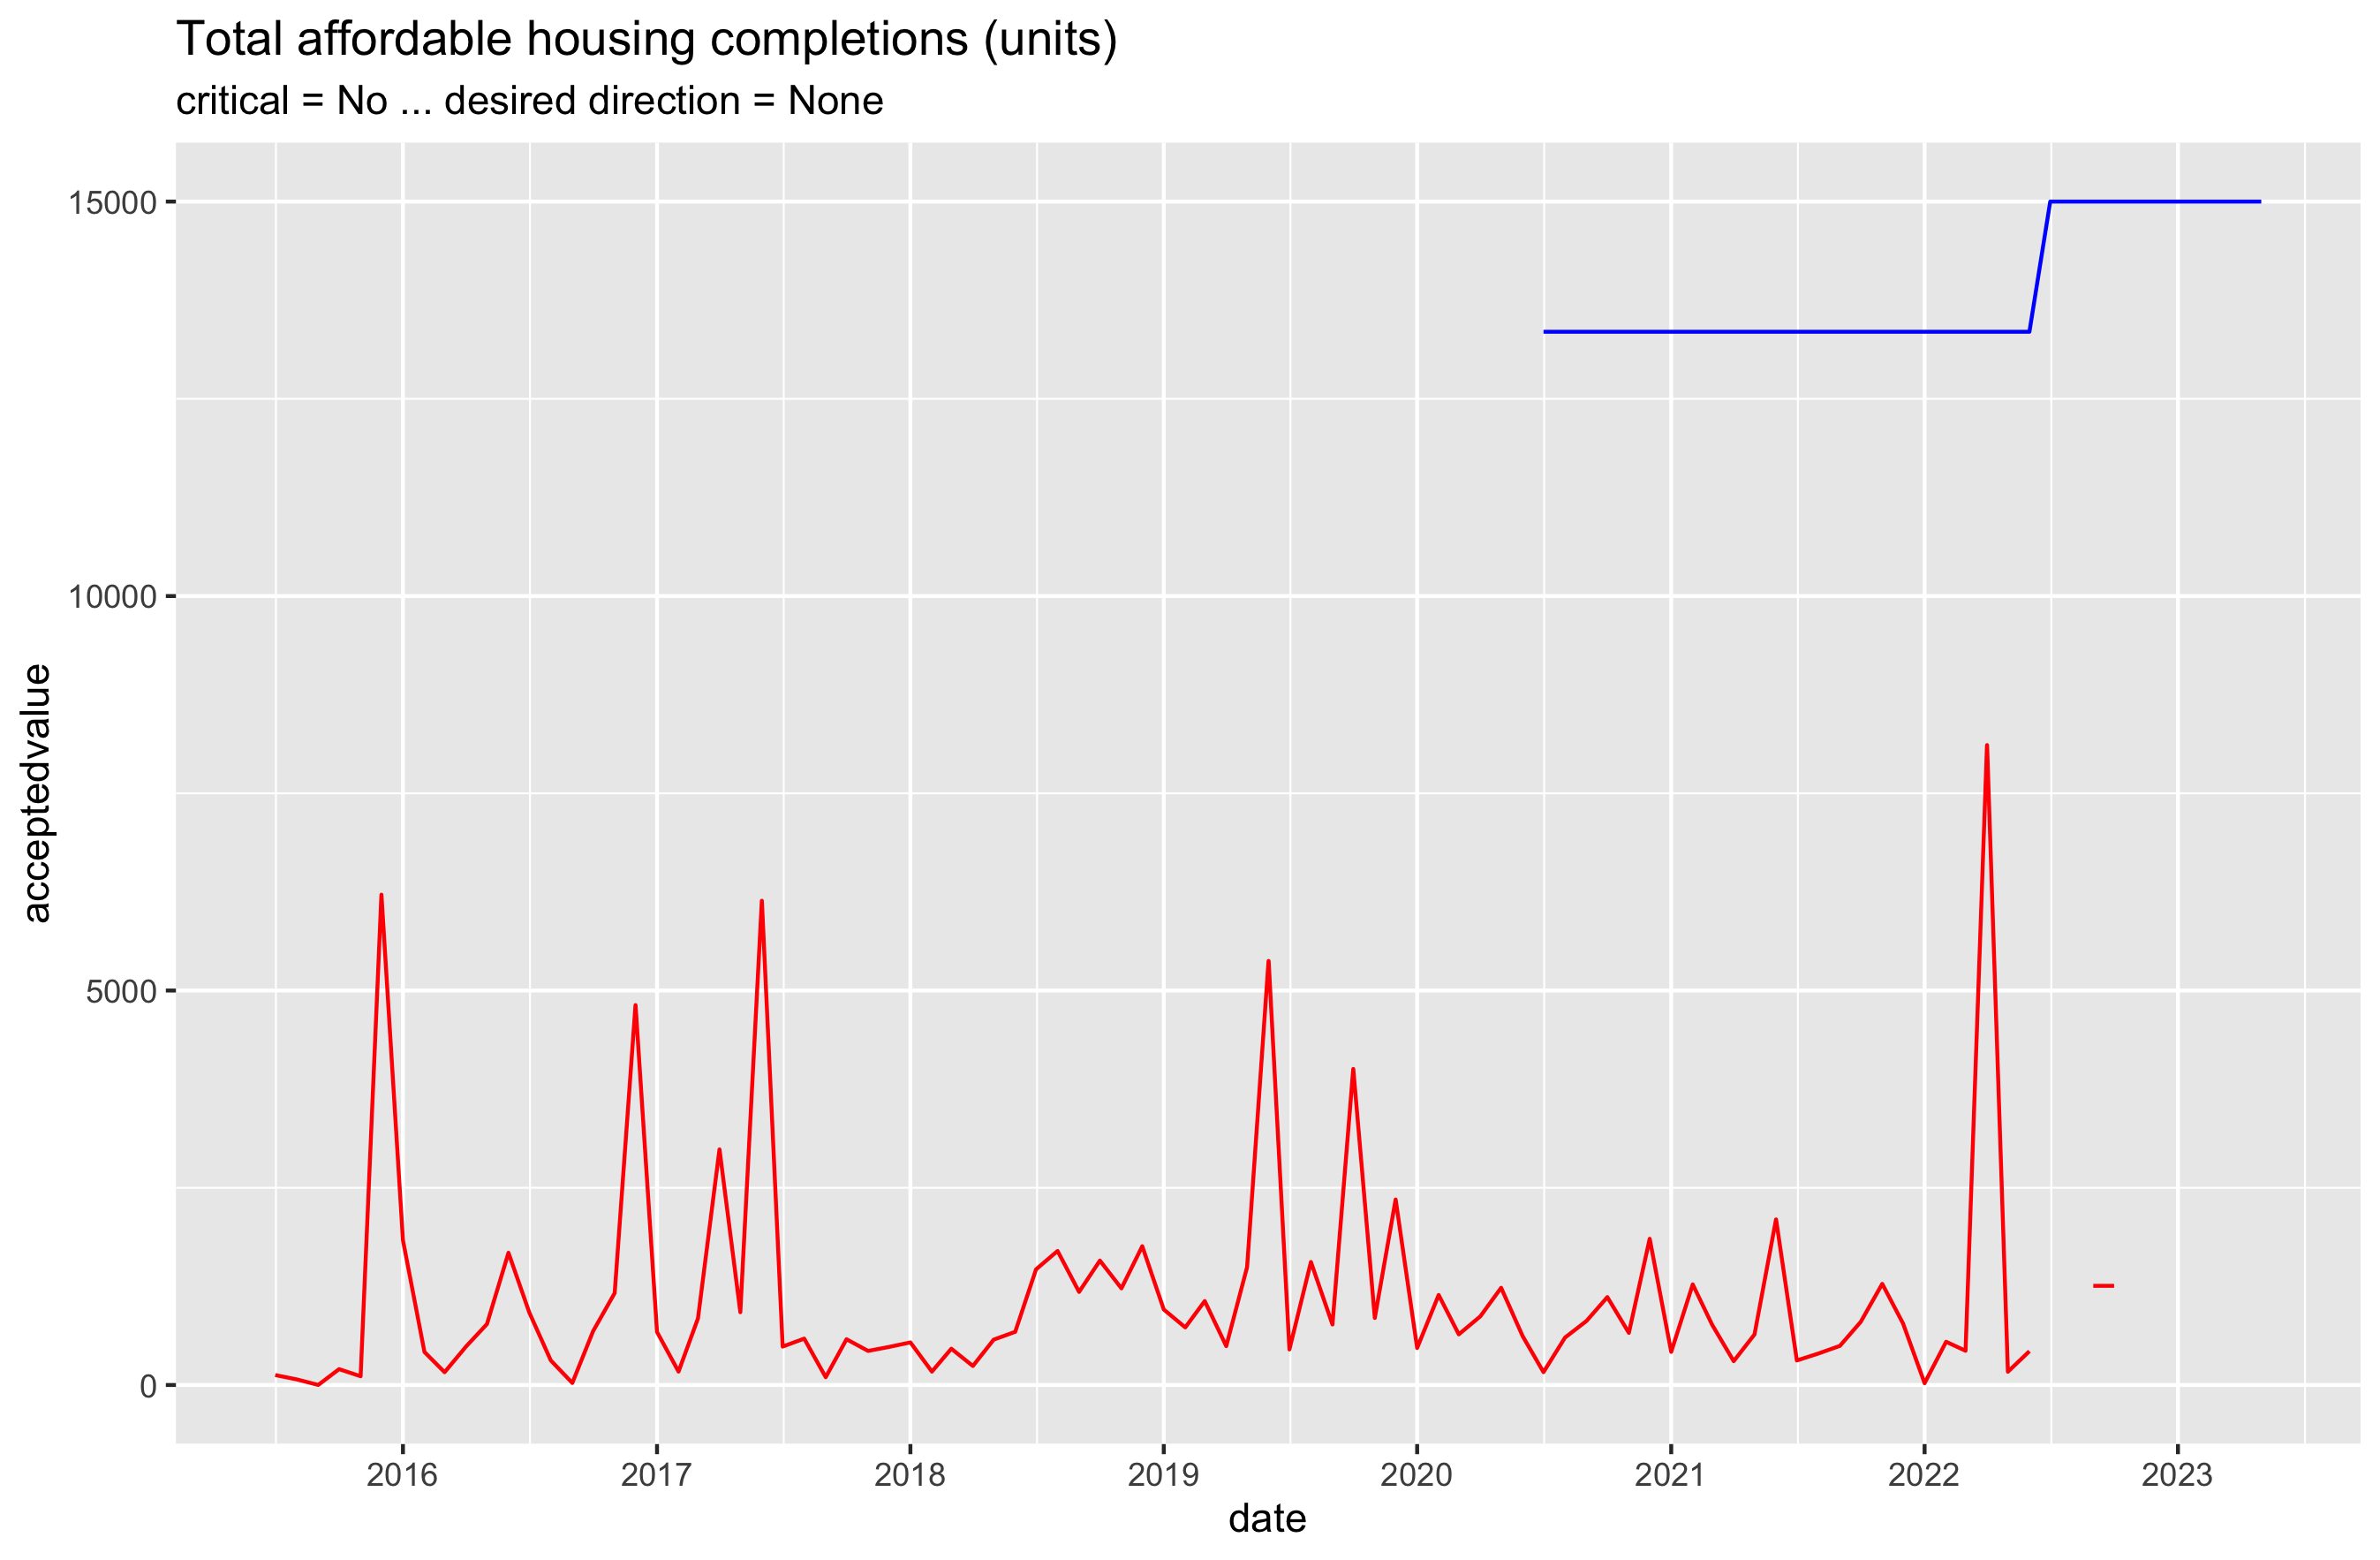 Total affordable housing completions (units)
critical = No ... desired direction = None
acceptedvalue
15000
10000
5000
0
2016 2017 2018 2019 2020 2021 2022 2023
date